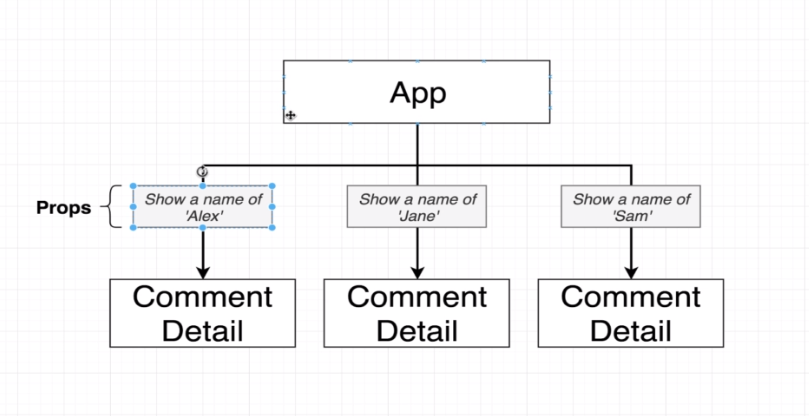 App
Props
Show a name of
'Alex'
Show a name of
'Jane'
Show a name of
'Sam'
Comment
Detail
Comment
Detail
Comment
Detail